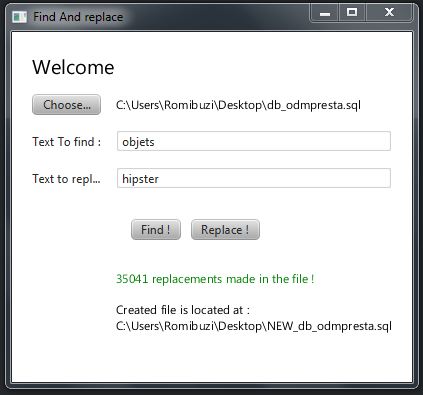 Find And replace
Welcome
Choose... C:\Users\Romibuzi\Desktop\db_odmpresta.sql
Text To find : objets
Text to repl... hipster
Find ! Replace !
35041 replacements made in the file !
Created file is located at :
C:\Users\Romibuzi\Desktop\NEW_db_odmpresta.sql